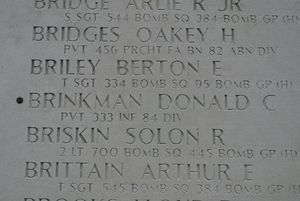 BRIDGE ARLIE R JR
S SGT 544 BOMB SQ 384 BOMB GP (H)
BRIDGES OAKEY H
PVT 456 PRCHT FA BN 82 ABN DIV
BRILEY BERTON E
T SGT 334 BOMB SQ 95 BOMB GP (H)
BRINKMAN DONALD C
PVT 333 INF 84 DIV
BRISKIN SOLON R
2 LT 700 BOMB SQ 445 BOMB GP (H)
BRITTAIN ARTHUR E
T SGT 545 BOMB SQ 384 BOMB GP (H)
BROOKS